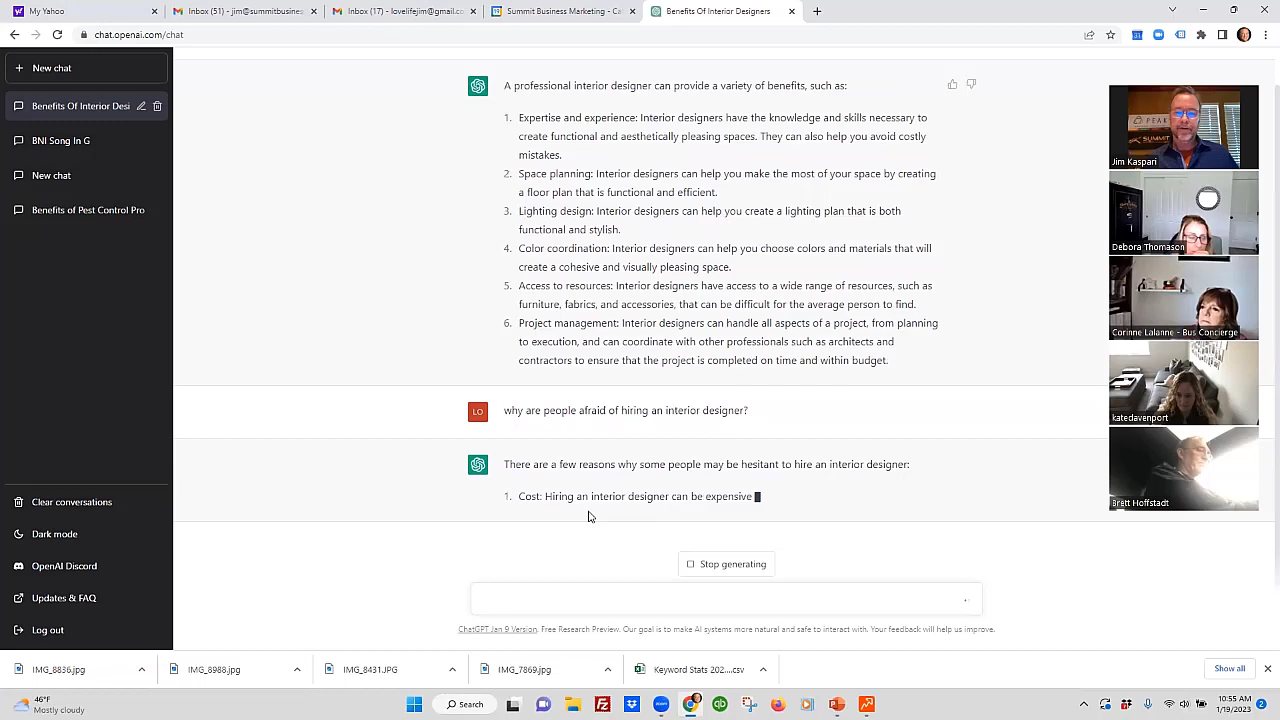 My Yahoo
Inbox (51) - jim@summitbusines
Inbox (17) - lovelifejim@gmail.co
Summit Business Marketing - Cal
Benefits Of Interior Designers
chat.openai.com/chat
New chat
Benefits Of Interior Desi
BNI Song In G
New chat
Benefits of Pest Control Pro
Clear conversations
Dark mode
OpenAI Discord
Updates & FAQ
Log out
A professional interior designer can provide a variety of benefits, such as:
1. Expertise and experience: Interior designers have the knowledge and skills necessary to
create functional and aesthetically pleasing spaces. They can also help you avoid costly
mistakes.
2. Space planning: Interior designers can help you make the most of your space by creating
a floor plan that is functional and efficient.
3. Lighting design: Interior designers can help you create a lighting plan that is both
functional and stylish.
4. Color coordination: Interior designers can help you choose colors and materials that will
create a cohesive and visually pleasing space.
5. Access to resources: Interior designers have access to a wide range of resources, such as
furniture, fabrics, and accessories, that can be difficult for the average person to find.
6. Project management: Interior designers can handle all aspects of a project, from planning
to execution, and can coordinate with other professionals such as architects and
contractors to ensure that the project is completed on time and within budget.
LO
why are people afraid of hiring an interior designer?
There are a few reasons why some people may be hesitant to hire an interior designer:
1. Cost: Hiring an interior designer can be expensive
Stop generating
ChatGPT Jan 9 Version. Free Research Preview. Our goal is to make AI systems more natural and safe to interact with. Your feedback will help us improve.
PEAK
SUMMIT
Jim Kaspari
Debora Thomason
Corinne Lalanne - Bus Concierge
katedavenport
Brett Hoffstadt
IMG_8836.jpg
IMG_8988.jpg
IMG_8431.JPG
IMG_7869.jpg
Keyword Stats 202....csv
Show all
46°F
Mostly cloudy
Search
10:55 AM
1/19/2023
2